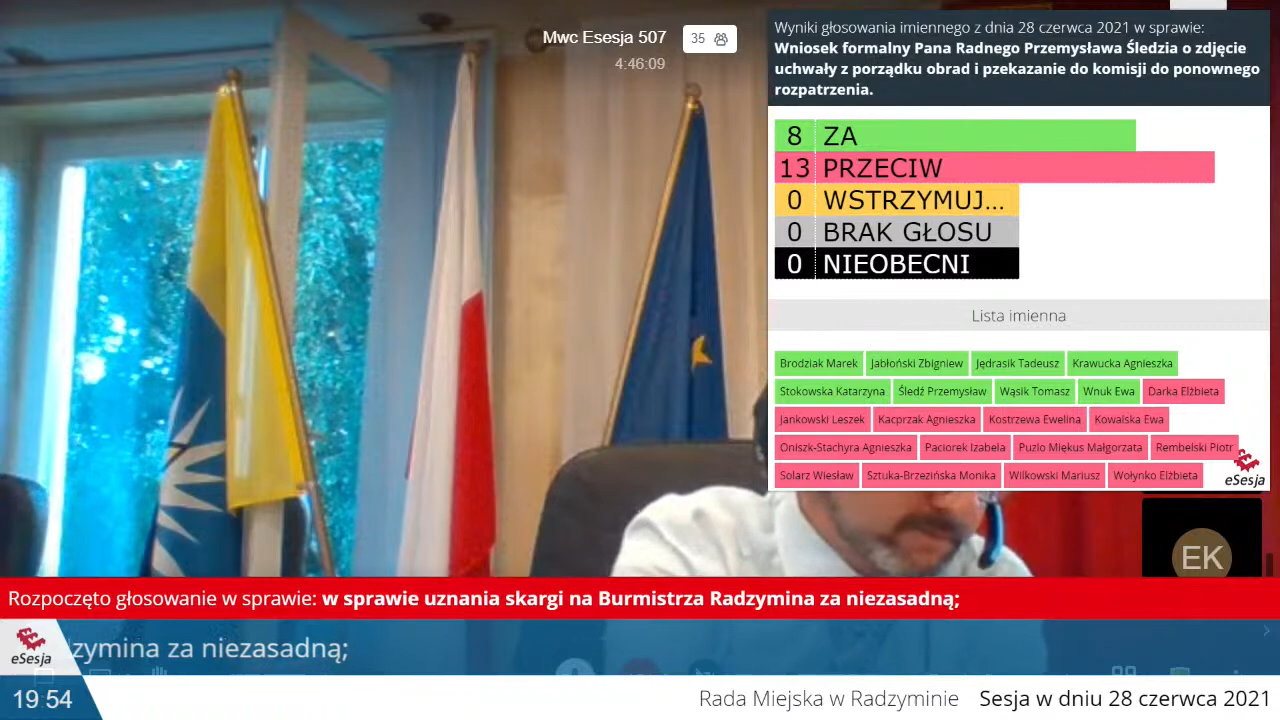 Mwc Esesja 507
35
4:46:09
Wyniki głosowania imiennego z dnia 28 czerwca 2021 w sprawie:
Wniosek formalny Pana Radnego Przemysława Śledzia o zdjęcie
uchwały z porządku obrad i przekazanie do komisji do ponownego
rozpatrzenia.
8 ZA
13 PRZECIW
0 WSTRZYMUJ...
0 BRAK GŁOSU
0 NIEOBECNI
Lista imienna
Brodziak Marek Jabłoński Zbigniew Jędrasik Tadeusz Krawucka Agnieszka
Stokowska Katarzyna Śledź Przemysław Wąsik Tomasz Wnuk Ewa Darka Elżbieta
Jankowski Leszek Kacprzak Agnieszka Kostrzewa Ewelina Kowalska Ewa
Oniszk-Stachyra Agnieszka Paciorek Izabela Puzio Miękus Małgorzata Rembelski Piotr
Solarz Wiesław Sztuka-Brzezińska Monika Wilkowski Mariusz Wołynko Elżbieta
eSesja
EK
Rozpoczęto głosowanie w sprawie: w sprawie uznania skargi na Burmistrza Radzymina za niezasadną;
eSesja
zymina za niezasadną;
19:54
Rada Miejska w Radzyminie Sesja w dniu 28 czerwca 2021